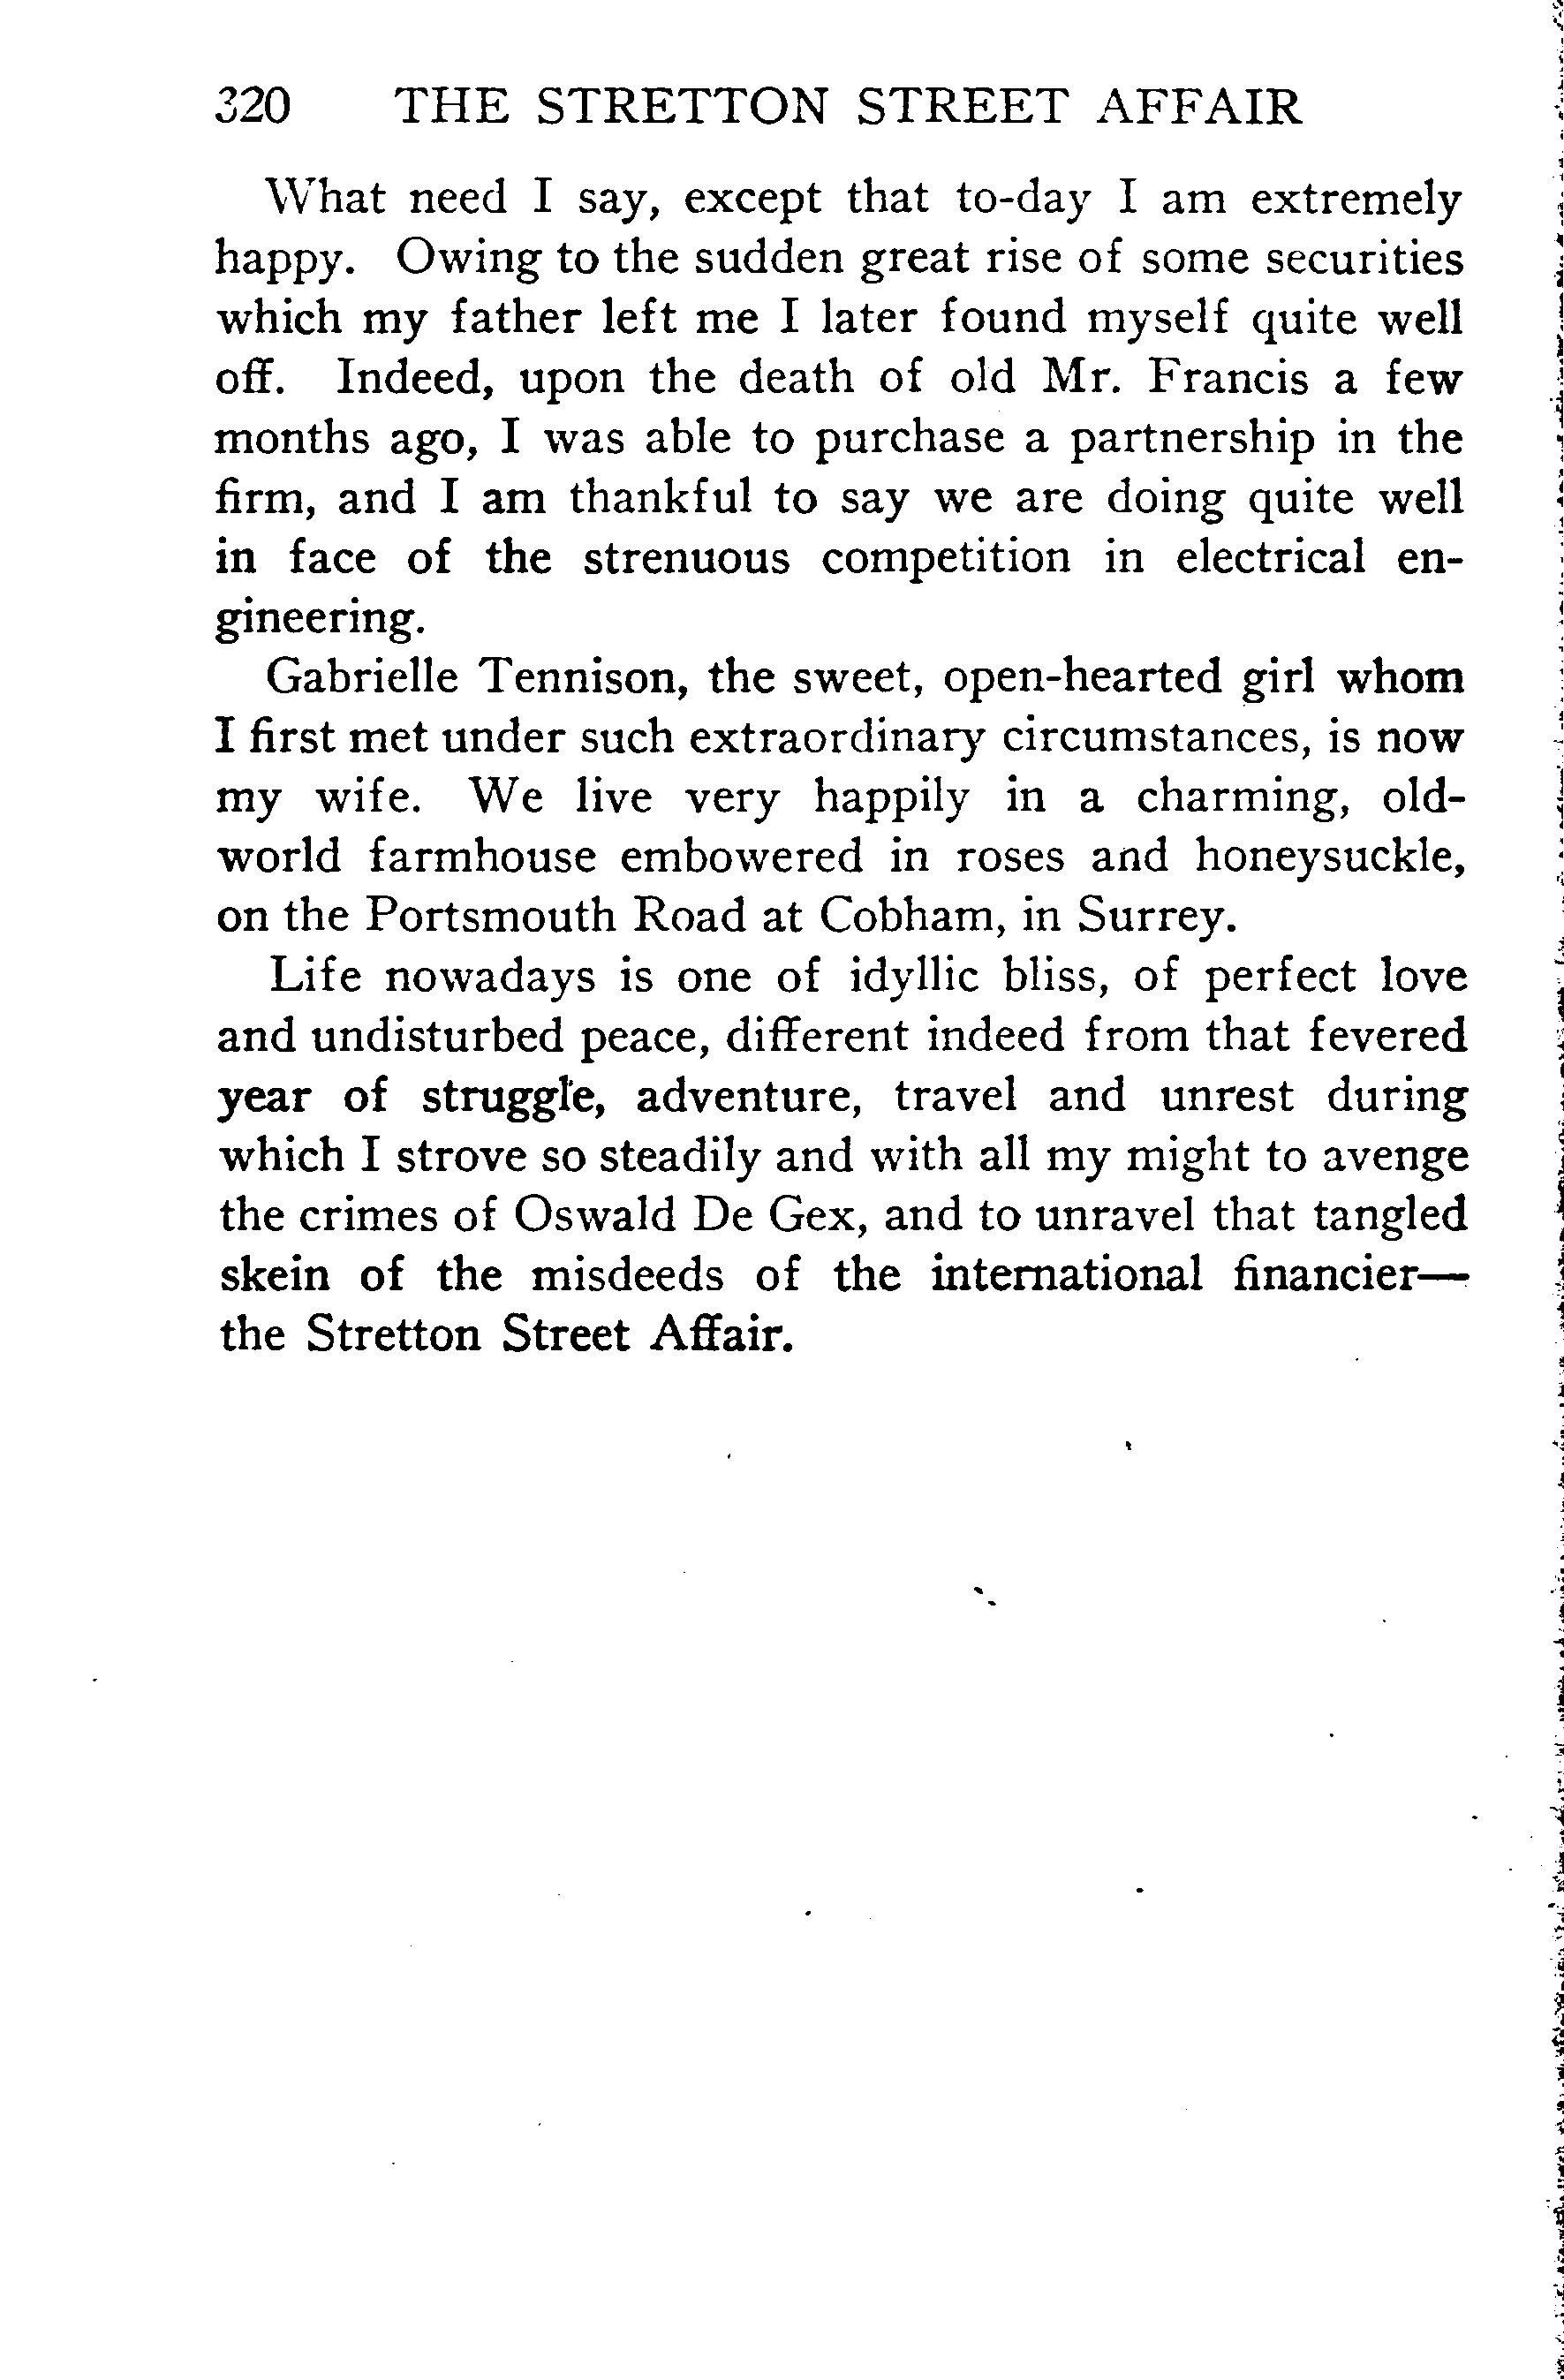 320 THE STRETTON STREET AFFAIR
What need I say, except that to-day I am extremely
happy. Owing to the sudden great rise of some securities
which my father left me I later found myself quite well
off. Indeed, upon the death of old Mr. Francis a few
months ago, I was able to purchase a partnership in the
firm, and I am thankful to say we are doing quite well
in face of the strenuous competition in electrical en-
gineering.
Gabrielle Tennison, the sweet, open-hearted girl whom
I first met under such extraordinary circumstances, is now
my wife. We live very happily in a charming, old-
world farmhouse embowered in roses and honeysuckle,
on the Portsmouth Road at Cobham, in Surrey.
Life nowadays is one of idyllic bliss, of perfect love
and undisturbed peace, different indeed from that fevered
year of struggle, adventure, travel and unrest during
which I strove so steadily and with all my might to avenge
the crimes of Oswald De Gex, and to unravel that tangled
skein of the misdeeds of the international financier—
the Stretton Street Affair.